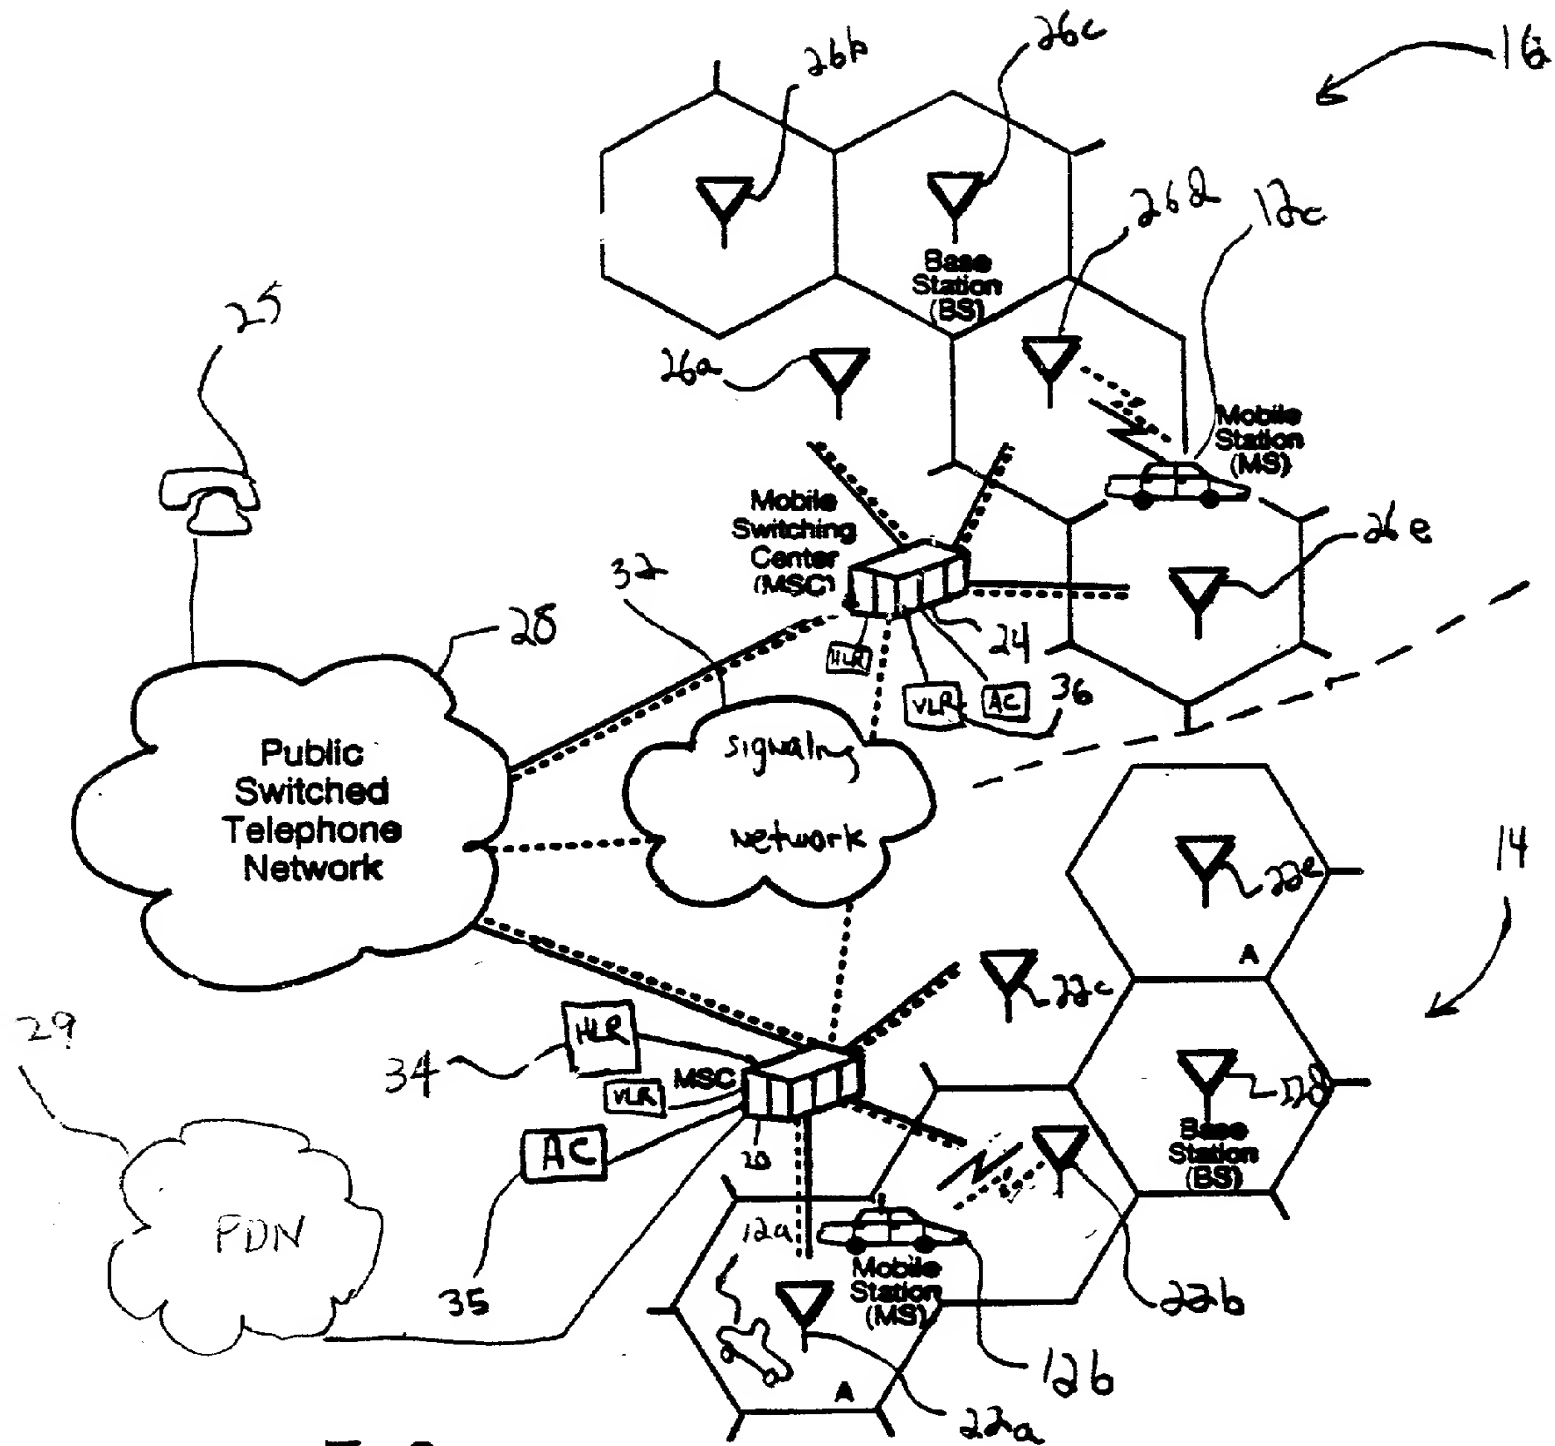 26b
26c
16
26d
12c
Base
Station
(BS)
25
26a
Mobile
Station
(MS)
Mobile
Switching
Center
(MSC)
26e
32
28
24
HLR
VLR
AC
36
Public
Switched
Telephone
Network
Signaling
Network
14
22e
A
22c
29
HLR
34
MSC
VLR
22d
Base
Station
(BS)
AC
20
PDN
12a
35
Mobile
Station
(MS)
22b
12b
A
22a